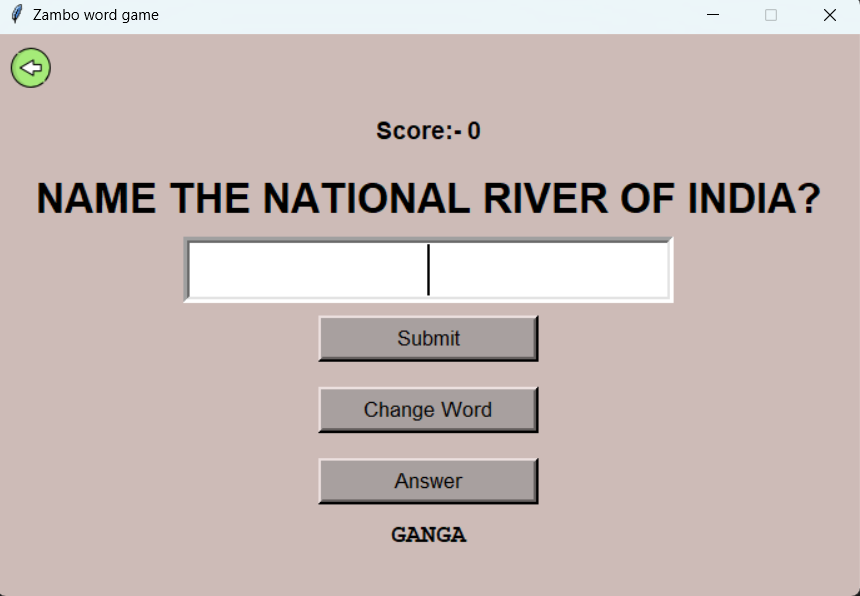 Zambo word game
Score:- 0
NAME THE NATIONAL RIVER OF INDIA?
Submit
Change Word
Answer
GANGA